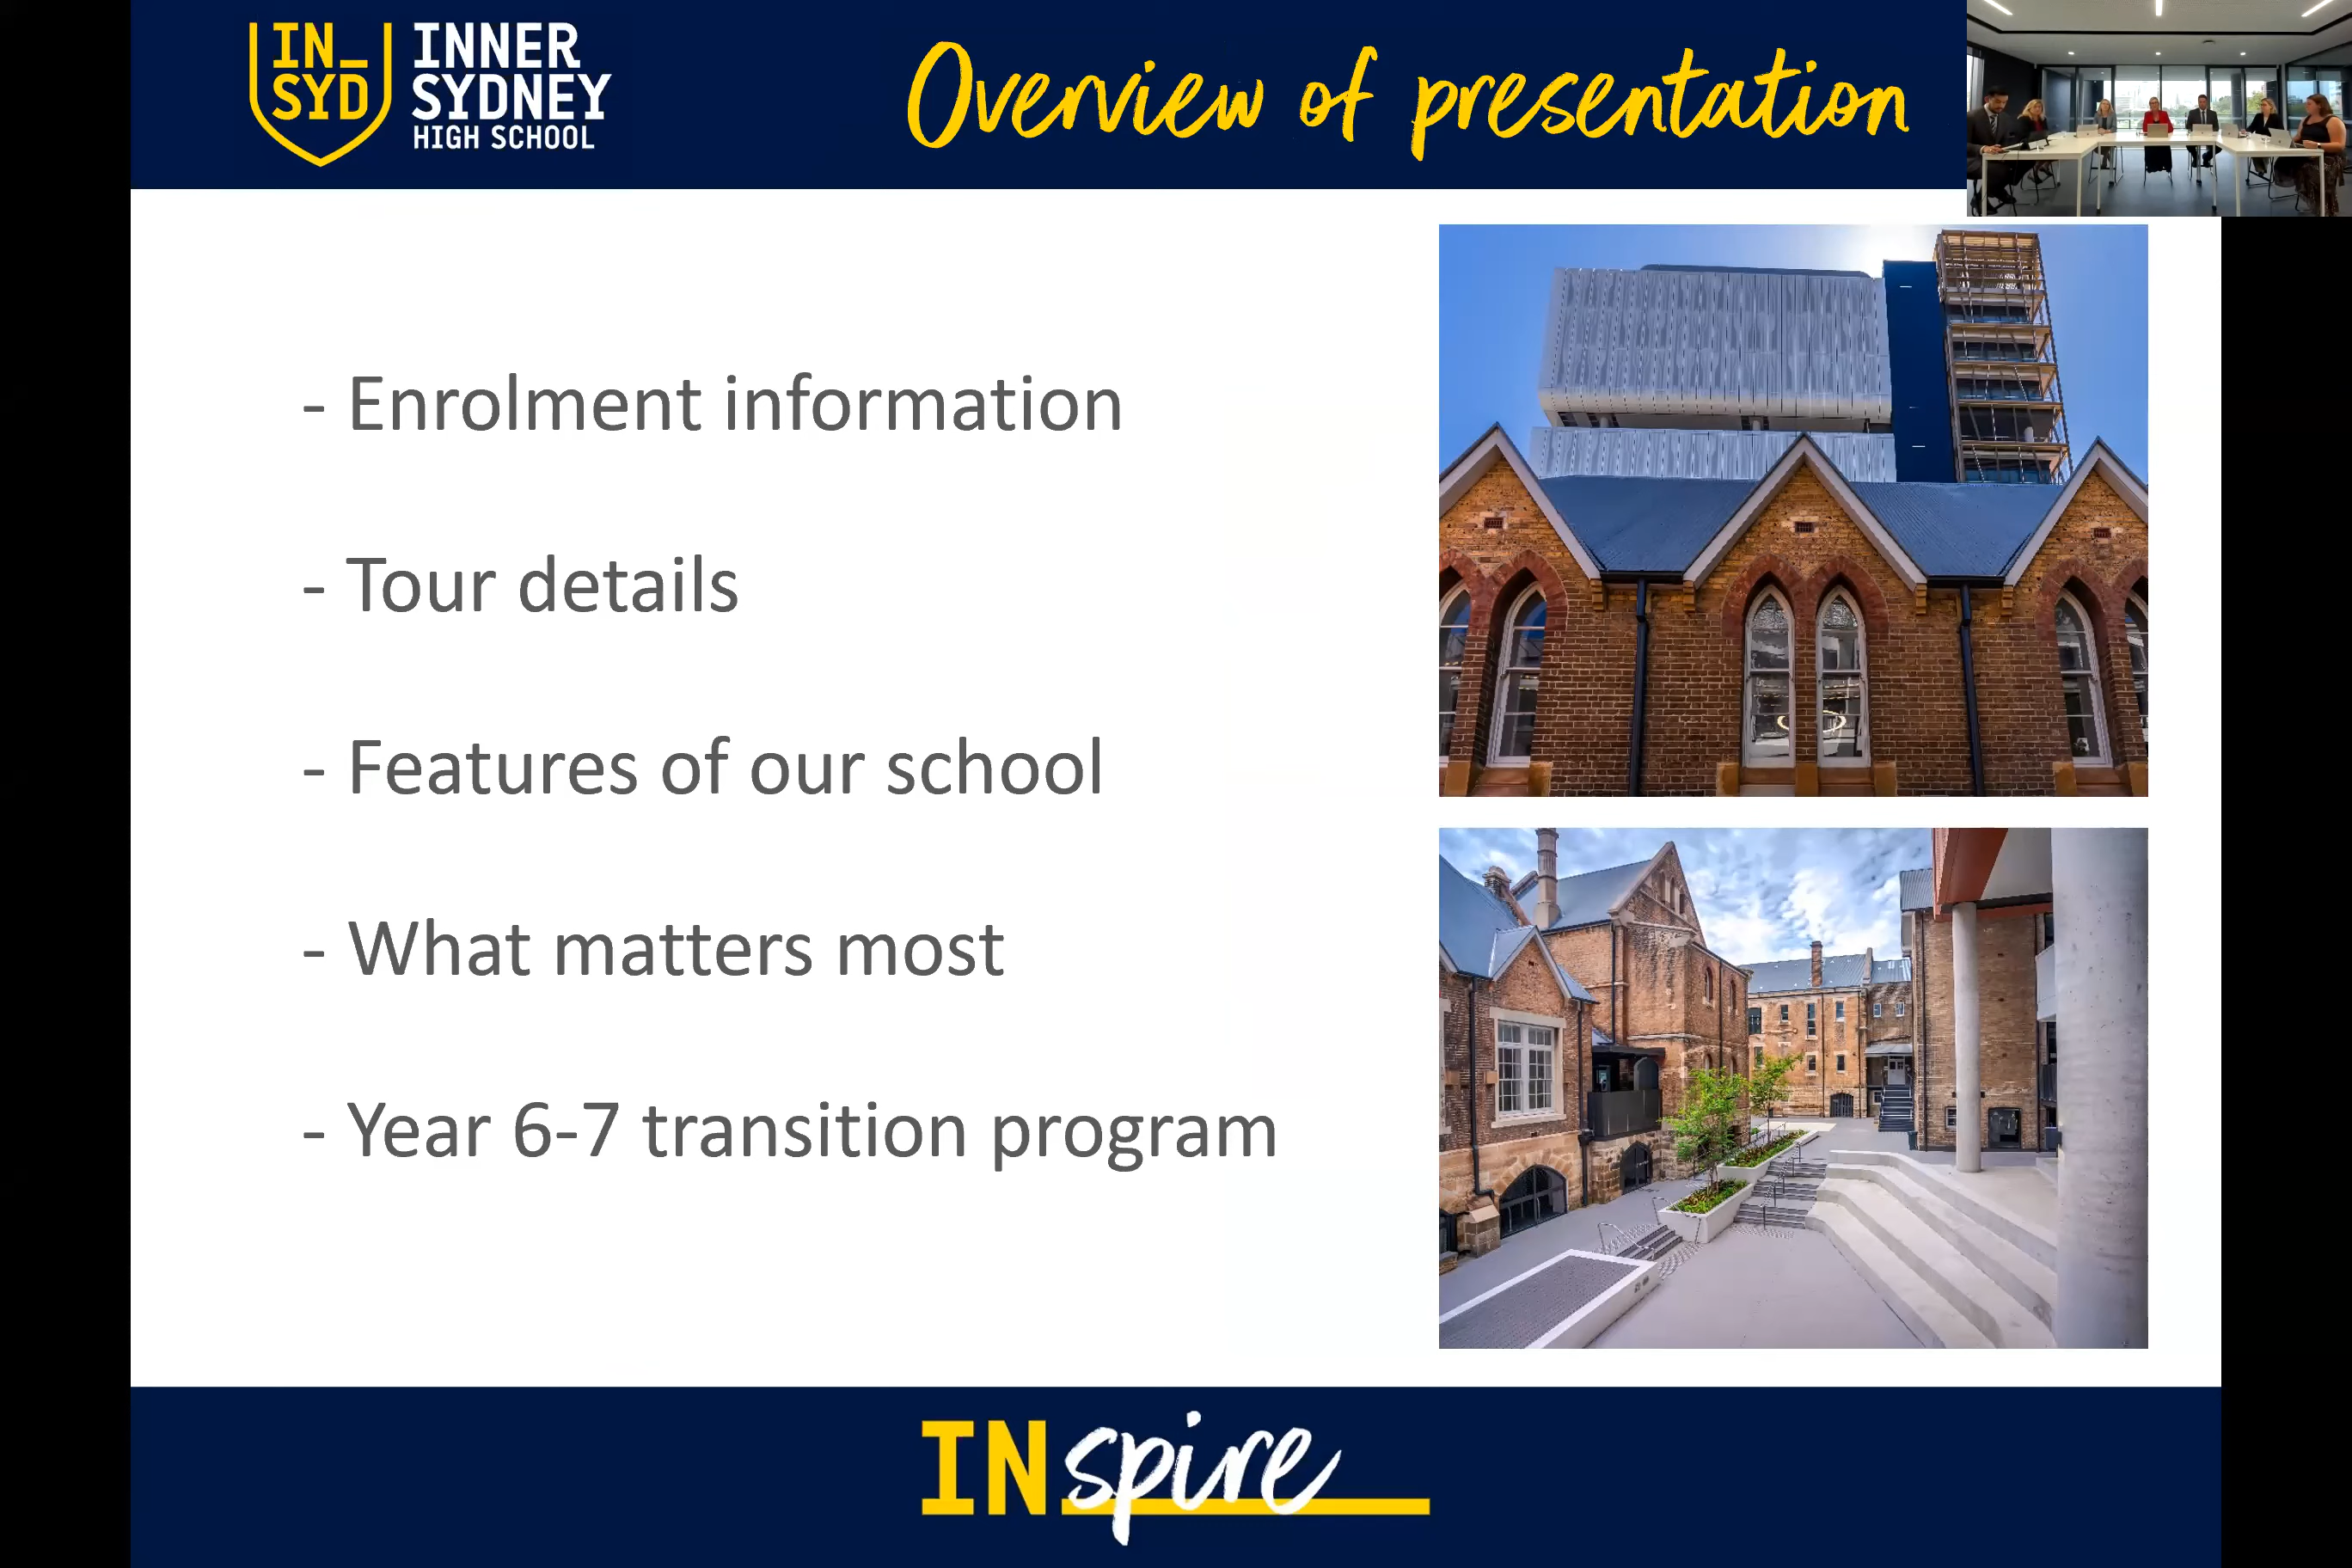 IN_
SYD
INNER
SYDNEY
HIGH SCHOOL
Overview of presentation
- Enrolment information
- Tour details
- Features of our school
- What matters most
- Year 6-7 transition program
INspire